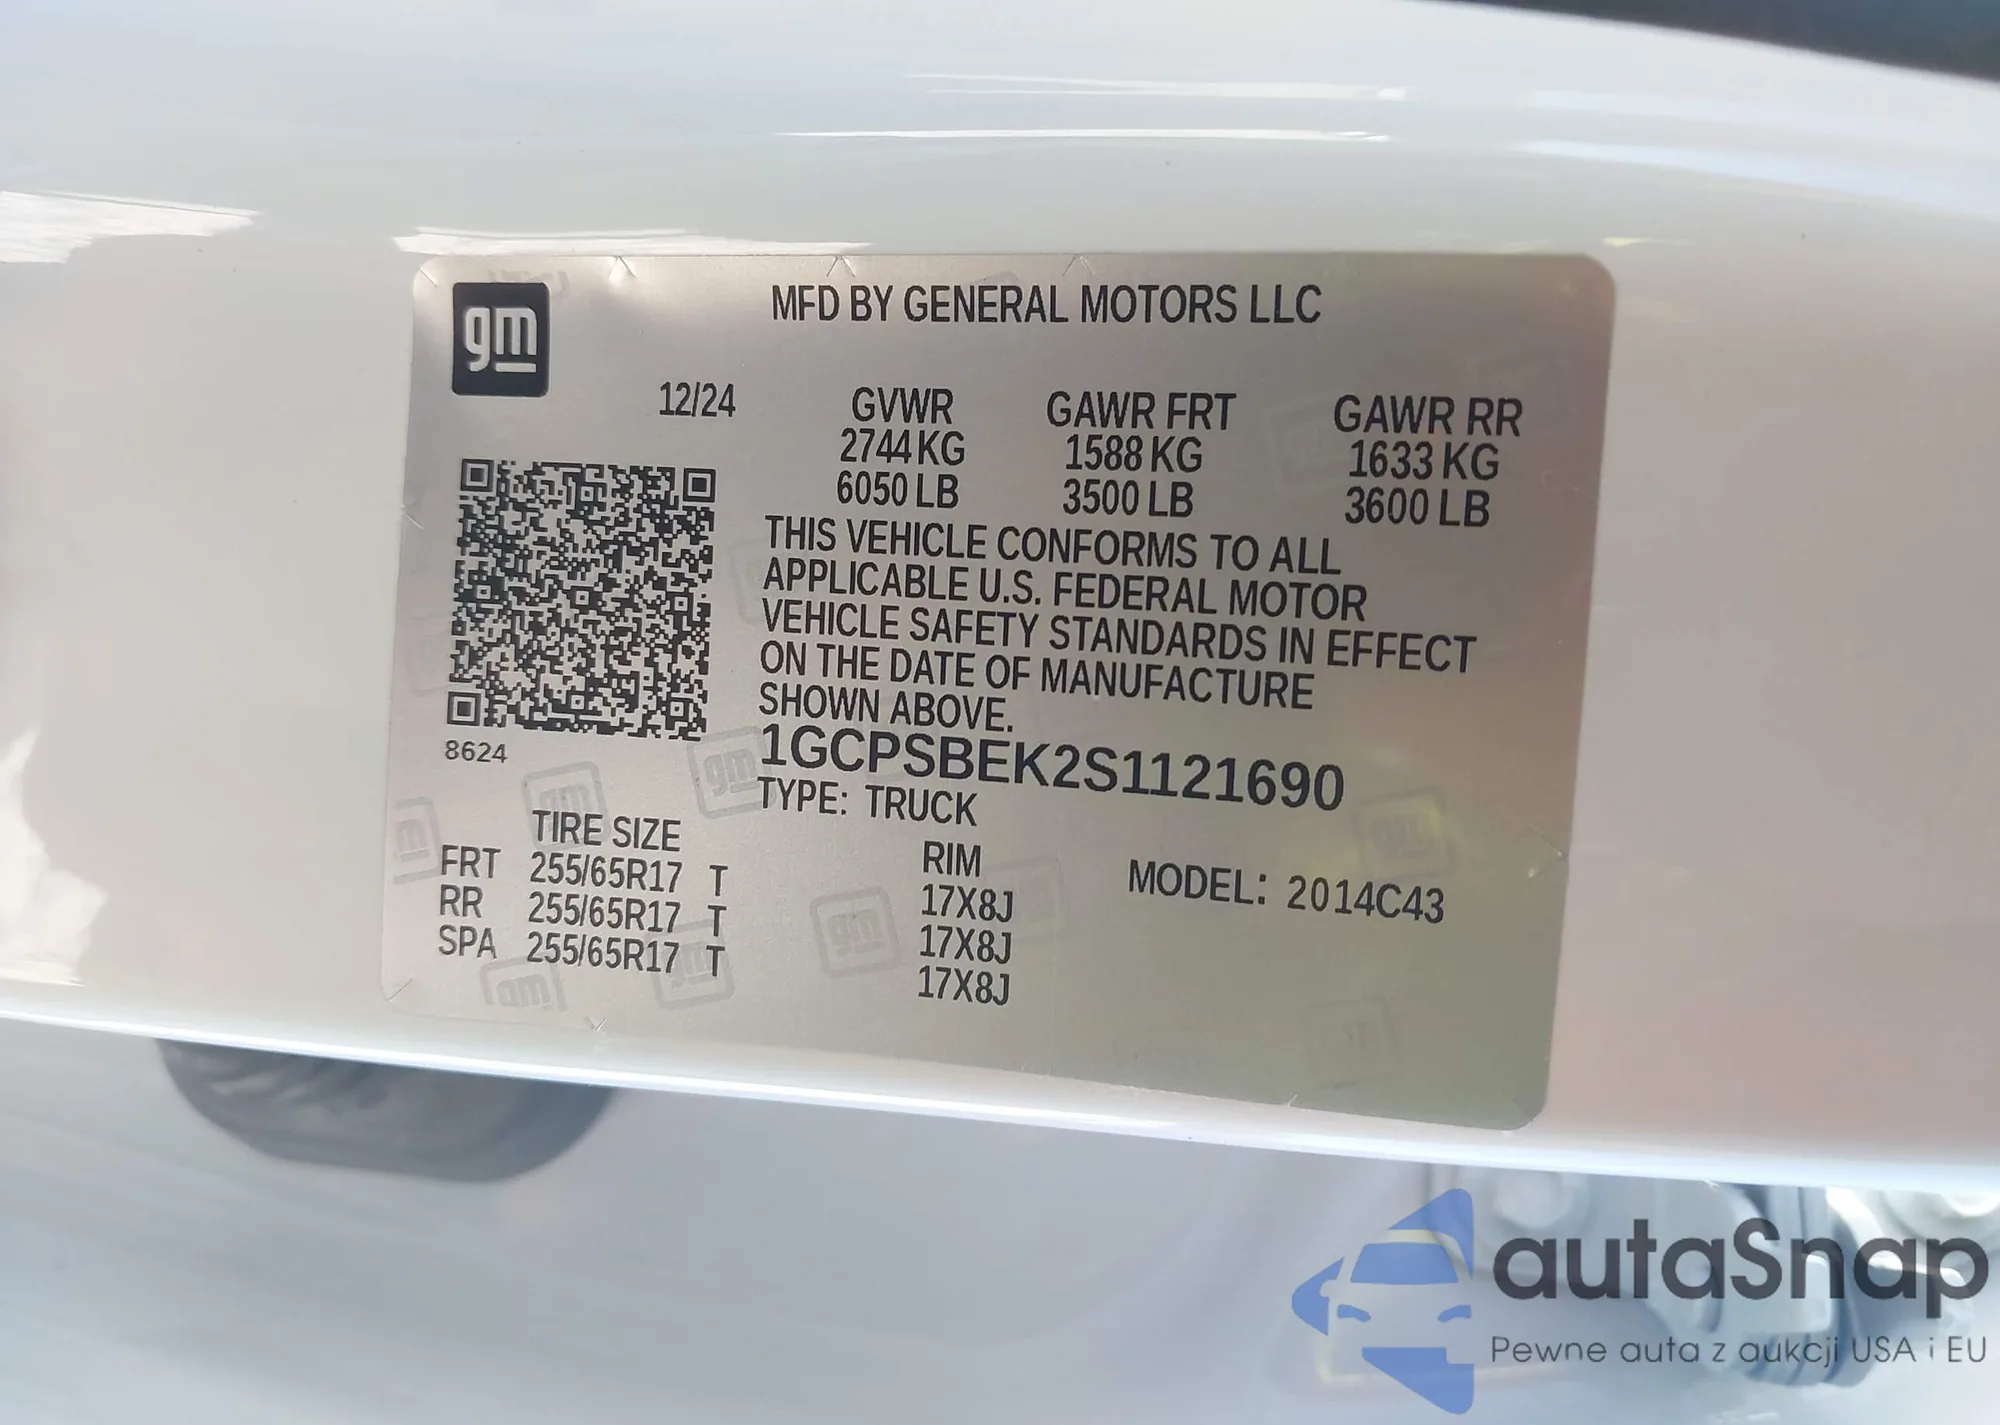 gm
MFD BY GENERAL MOTORS LLC
12/24
GVWR GAWR FRT GAWR RR
2744 KG 1588 KG 1633 KG
6050 LB 3500 LB 3600 LB
THIS VEHICLE CONFORMS TO ALL
APPLICABLE U.S. FEDERAL MOTOR
VEHICLE SAFETY STANDARDS IN EFFECT
ON THE DATE OF MANUFACTURE
SHOWN ABOVE.
8624
1GCPSBEK2S1121690
TYPE: TRUCK
TIRE SIZE RIM
MODEL: 2014C43
FRT 255/65R17 T 17X8J
RR 255/65R17 T 17X8J
SPA 255/65R17 T 17X8J
autaSnap
Pewne auta z aukcji USA i EU